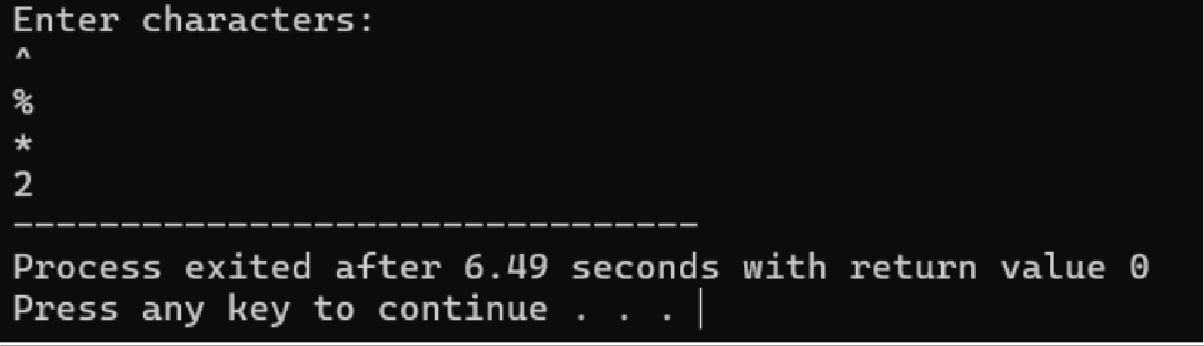 Enter characters:
^
%
*
2
--------------------------------
Process exited after 6.49 seconds with return value 0
Press any key to continue . . .